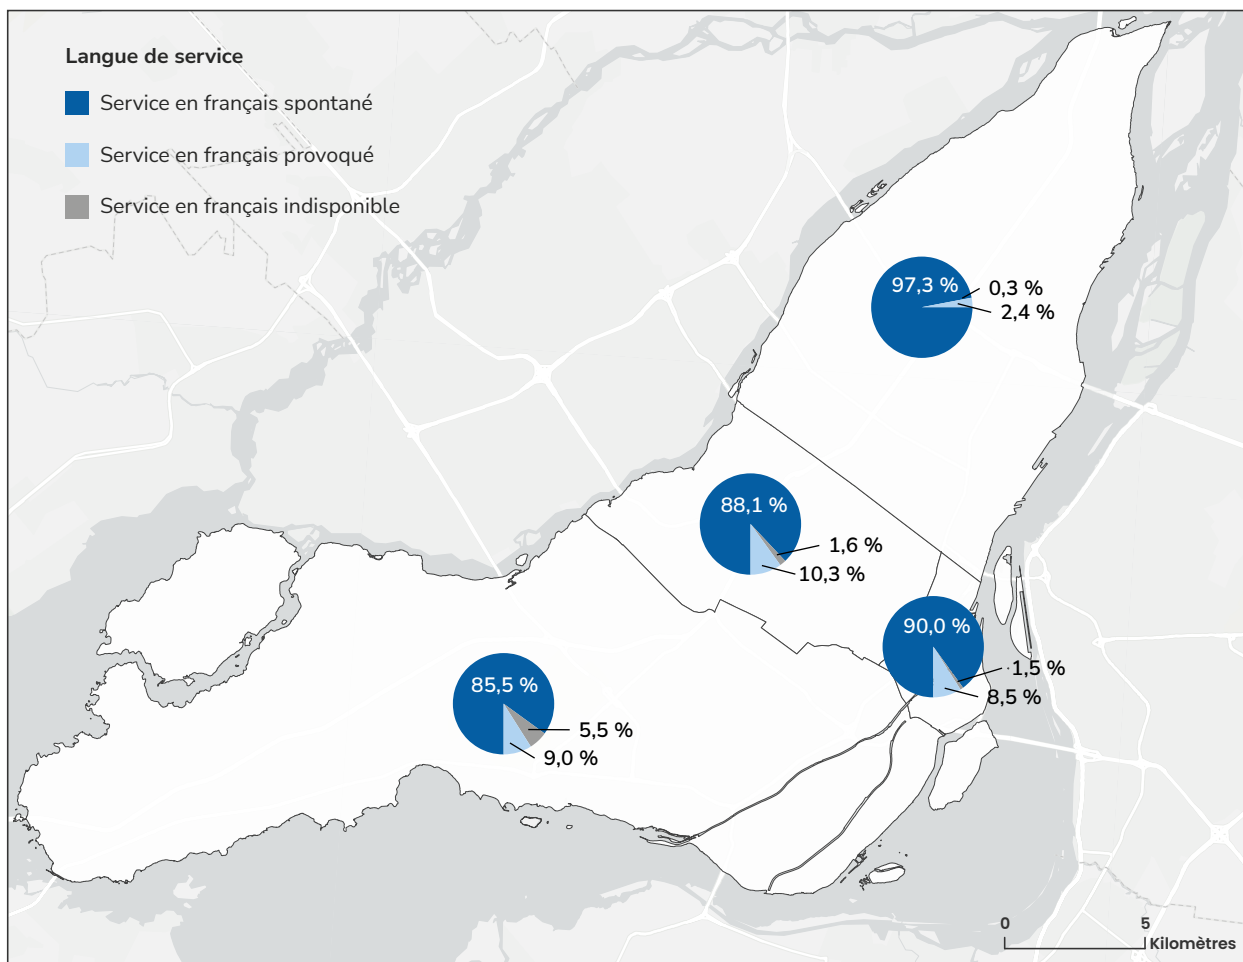 Langue de service
Service en français spontané
Service en français provoqué
Service en français indisponible
97,3 %
0,3 %
2,4 %
88,1 %
1,6 %
10,3 %
90,0 %
1,5 %
8,5 %
85,5 %
5,5 %
9,0 %
0 5
Kilomètres